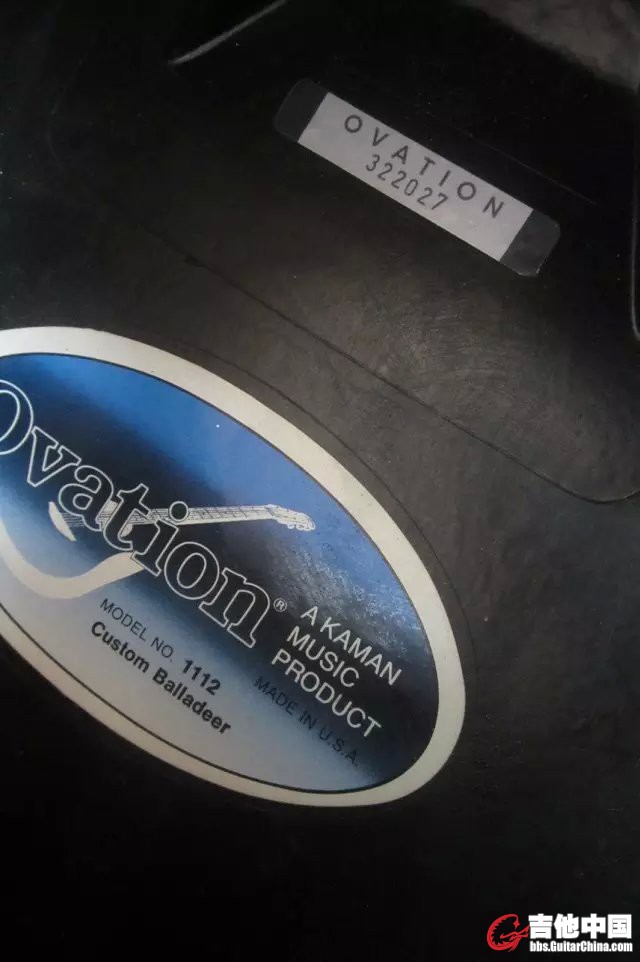 OVATION
322027
Ovation®
A KAMAN
MUSIC
PRODUCT
MODEL NO. 1112
Custom Balladeer
MADE IN U.S.A.
吉他中国
bbs.GuitarChina.com